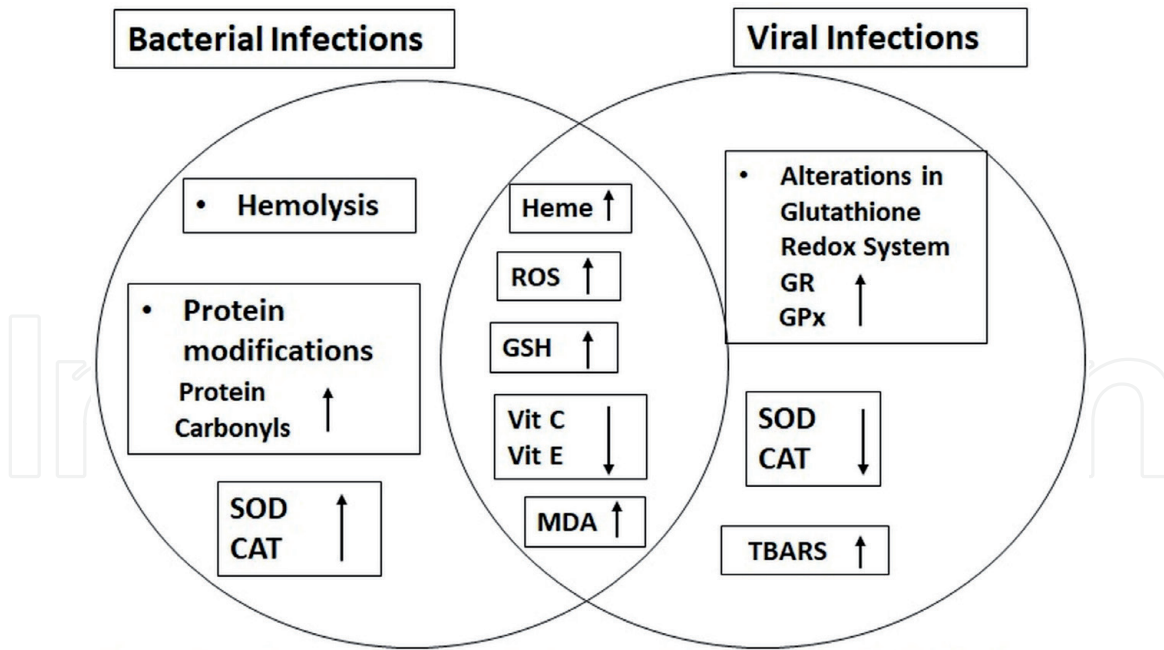 Bacterial Infections
Viral Infections
• Hemolysis
• Protein
modifications
Protein
Carbonyls ↑
SOD
CAT ↑
Heme ↑
ROS ↑
GSH ↑
Vit C
Vit E ↓
MDA ↑
• Alterations in
Glutathione
Redox System
GR
GPx ↑
SOD
CAT ↓
TBARS ↑